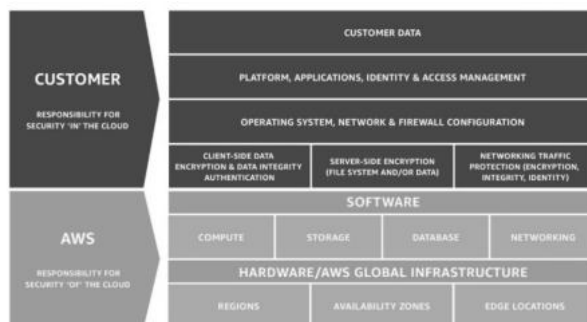 CUSTOMER
RESPONSIBILITY FOR
SECURITY 'IN' THE CLOUD
CUSTOMER DATA
PLATFORM, APPLICATIONS, IDENTITY & ACCESS MANAGEMENT
OPERATING SYSTEM, NETWORK & FIREWALL CONFIGURATION
CLIENT-SIDE DATA
ENCRYPTION & DATA INTEGRITY
AUTHENTICATION
SERVER-SIDE ENCRYPTION
(FILE SYSTEM AND/OR DATA)
NETWORKING TRAFFIC
PROTECTION (ENCRYPTION,
INTEGRITY, IDENTITY)
AWS
RESPONSIBILITY FOR
SECURITY 'OF' THE CLOUD
SOFTWARE
COMPUTE
STORAGE
DATABASE
NETWORKING
HARDWARE/AWS GLOBAL INFRASTRUCTURE
REGIONS
AVAILABILITY ZONES
EDGE LOCATIONS